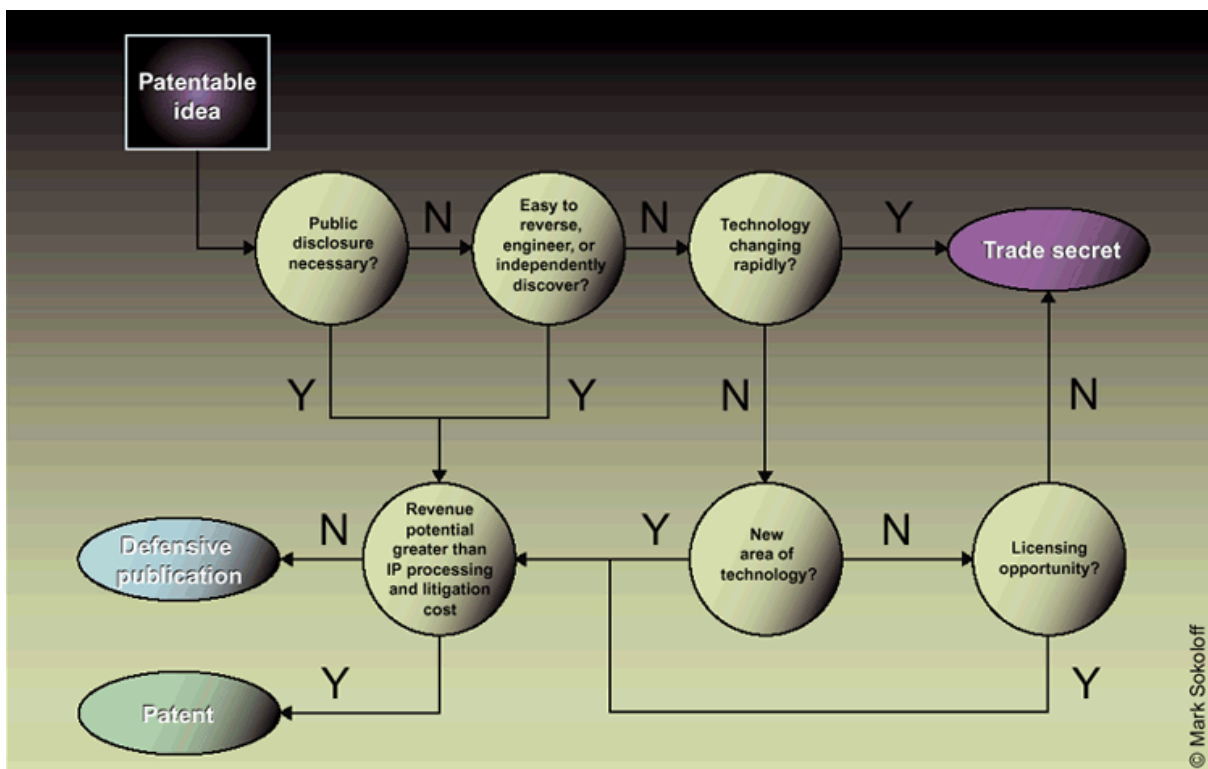 Patentable
idea
Public
disclosure
necessary?
N
Easy to
reverse,
engineer, or
independently
discover?
N
Technology
changing
rapidly?
Y
Trade secret
Y
Y
N
N
Defensive
publication
N
Revenue
potential
greater than
IP processing
and litigation
cost
Y
New
area of
technology?
N
Licensing
opportunity?
Patent
Y
Y
© Mark Sokoloff